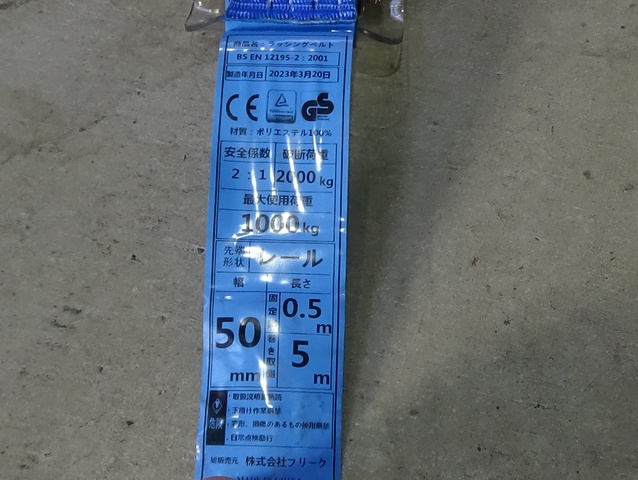 商品名：ラッシングベルト
BS EN 12195-2：2001
製造年月日 2023年3月20日
CE GS
材質：ポリエステル100%
安全係数 破断荷重
2：1 2000kg
最大使用荷重
1000kg
先端形状 レール
幅 長さ
50mm
固定側 0.5m
巻き取側 5m
危険
・取扱説明書熟読
・下掛け作業厳禁
・変形、損傷のあるもの使用厳禁
・日常点検励行
総販売元 株式会社フリーク